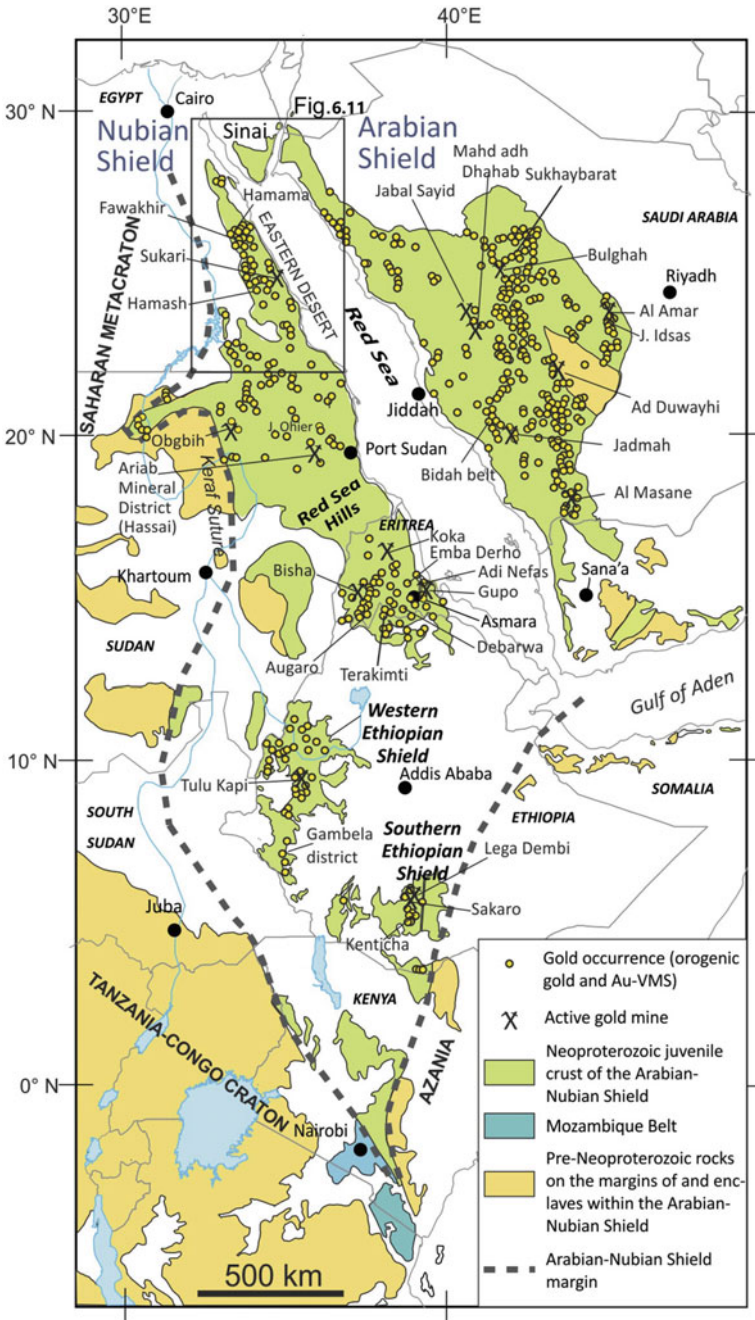 30°E
40°E
30° N
20° N
10° N
0° N
EGYPT
Cairo
Fig.6.11
Nubian
Shield
Sinai
Arabian
Shield
Mahd adh
Dhahab
Sukhaybarat
Jabal Sayid
Hamama
Fawakhir
SAUDI ARABIA
Sukari
EASTERN DESERT
Bulghah
Riyadh
Hamash
Al Amar
J. Idsas
SAHARAN METACRATON
Red Sea
Jiddah
Ad Duwayhi
Obgbih
J. Ohier
Port Sudan
Jadmah
Ariab
Mineral
District
(Hassai)
Bidah belt
Keraf Suture
Red Sea
Hills
Al Masane
ERITREA
Koka
Emba Derho
Adi Nefas
Khartoum
Bisha
Gupo
Sana'a
Asmara
SUDAN
Debarwa
Augaro
Terakimti
Gulf of Aden
Western
Ethiopian
Shield
Tulu Kapi
Addis Ababa
SOMALIA
SOUTH
SUDAN
ETHIOPIA
Gambela
district
Southern
Ethiopian
Shield
Lega Dembi
Juba
Sakaro
Kenticha
KENYA
TANZANIA-CONGO CRATON
AZANIA
Nairobi
500 km
Gold occurrence (orogenic
gold and Au-VMS)
Active gold mine
Neoproterozoic juvenile
crust of the Arabian-
Nubian Shield
Mozambique Belt
Pre-Neoproterozoic rocks
on the margins of and enc-
laves within the Arabian-
Nubian Shield
Arabian-Nubian Shield
margin